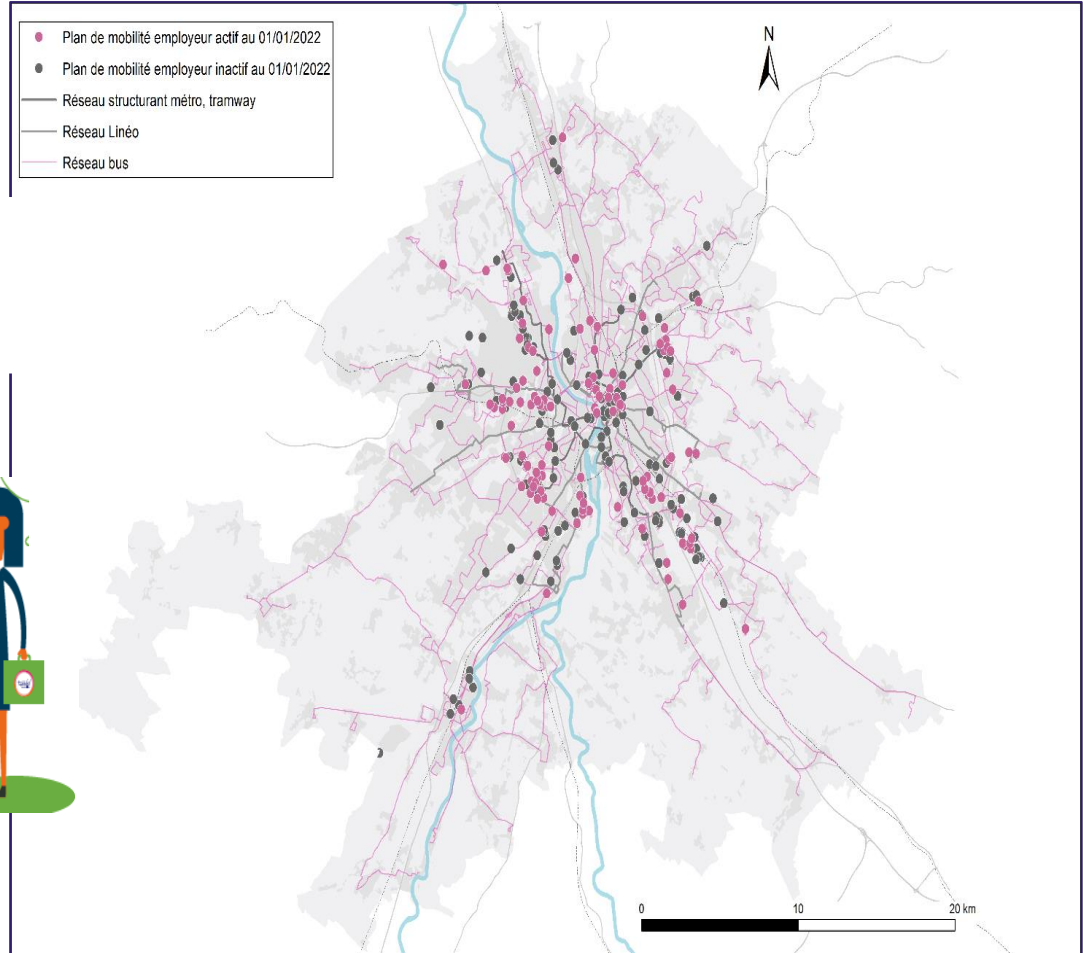 Plan de mobilité employeur actif au 01/01/2022
Plan de mobilité employeur inactif au 01/01/2022
Réseau structurant métro, tramway
Réseau Linéo
Réseau bus
N
0 10 20 km